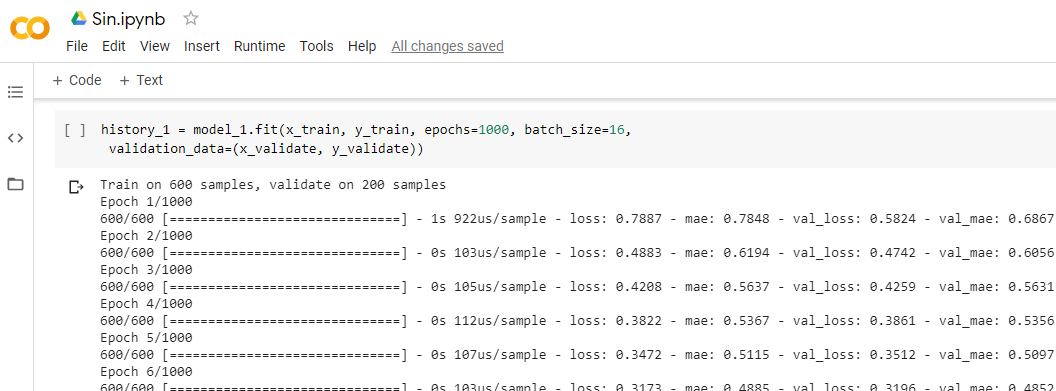 Sin.ipynb
File Edit View Insert Runtime Tools Help All changes saved
+ Code + Text
[ ] history_1 = model_1.fit(x_train, y_train, epochs=1000, batch_size=16,
validation_data=(x_validate, y_validate))
Train on 600 samples, validate on 200 samples
Epoch 1/1000
600/600 [==============================] - 1s 922us/sample - loss: 0.7887 - mae: 0.7848 - val_loss: 0.5824 - val_mae: 0.6867
Epoch 2/1000
600/600 [==============================] - 0s 103us/sample - loss: 0.4883 - mae: 0.6194 - val_loss: 0.4742 - val_mae: 0.6056
Epoch 3/1000
600/600 [==============================] - 0s 105us/sample - loss: 0.4208 - mae: 0.5637 - val_loss: 0.4259 - val_mae: 0.5631
Epoch 4/1000
600/600 [==============================] - 0s 112us/sample - loss: 0.3822 - mae: 0.5367 - val_loss: 0.3861 - val_mae: 0.5356
Epoch 5/1000
600/600 [==============================] - 0s 107us/sample - loss: 0.3472 - mae: 0.5115 - val_loss: 0.3512 - val_mae: 0.5097
Epoch 6/1000
600/600 [==============================] - 0s 103us/sample - loss: 0.3173 - mae: 0.4885 - val_loss: 0.3196 - val_mae: 0.4852